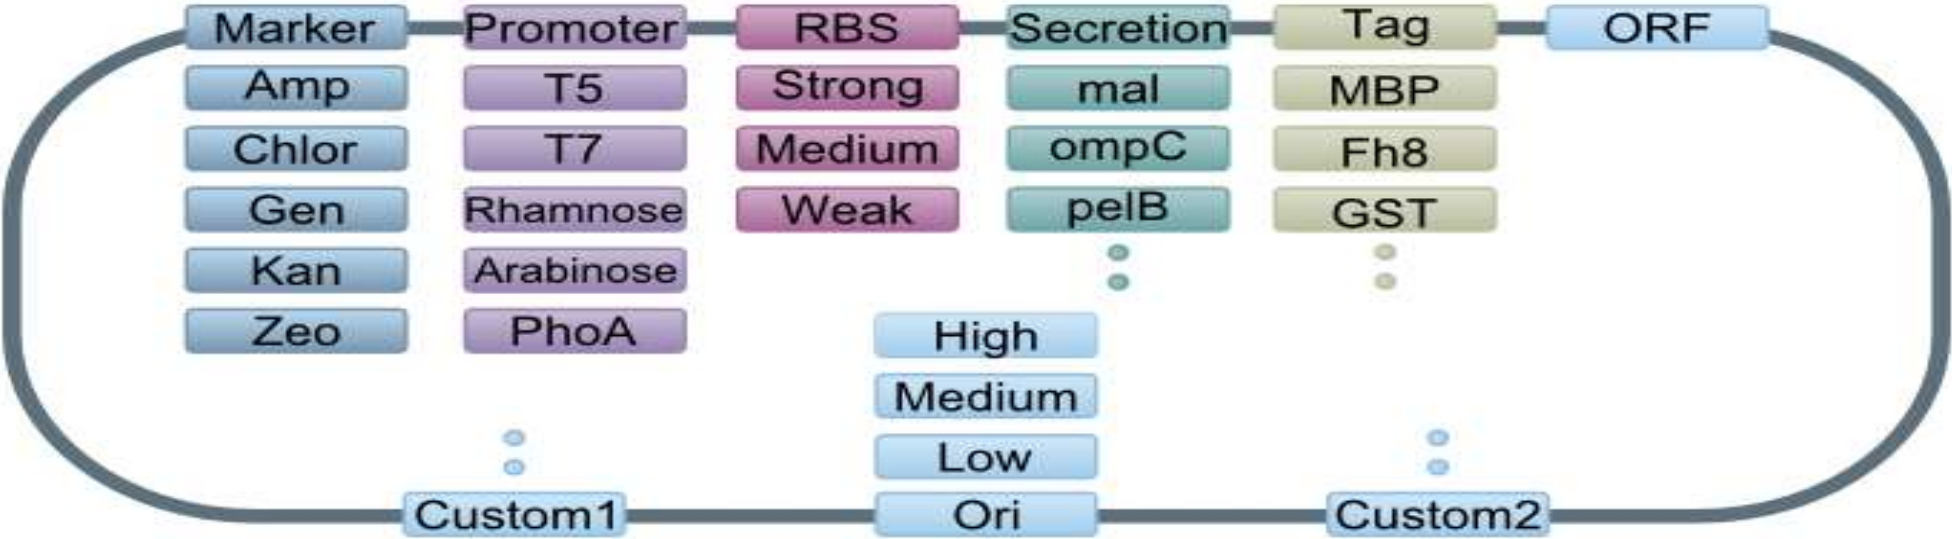 Marker Promoter RBS Secretion Tag ORF
Amp T5 Strong mal MBP
Chlor T7 Medium ompC Fh8
Gen Rhamnose Weak pelB GST
Kan Arabinose
Zeo PhoA High
Medium
Low
Custom1 Ori Custom2